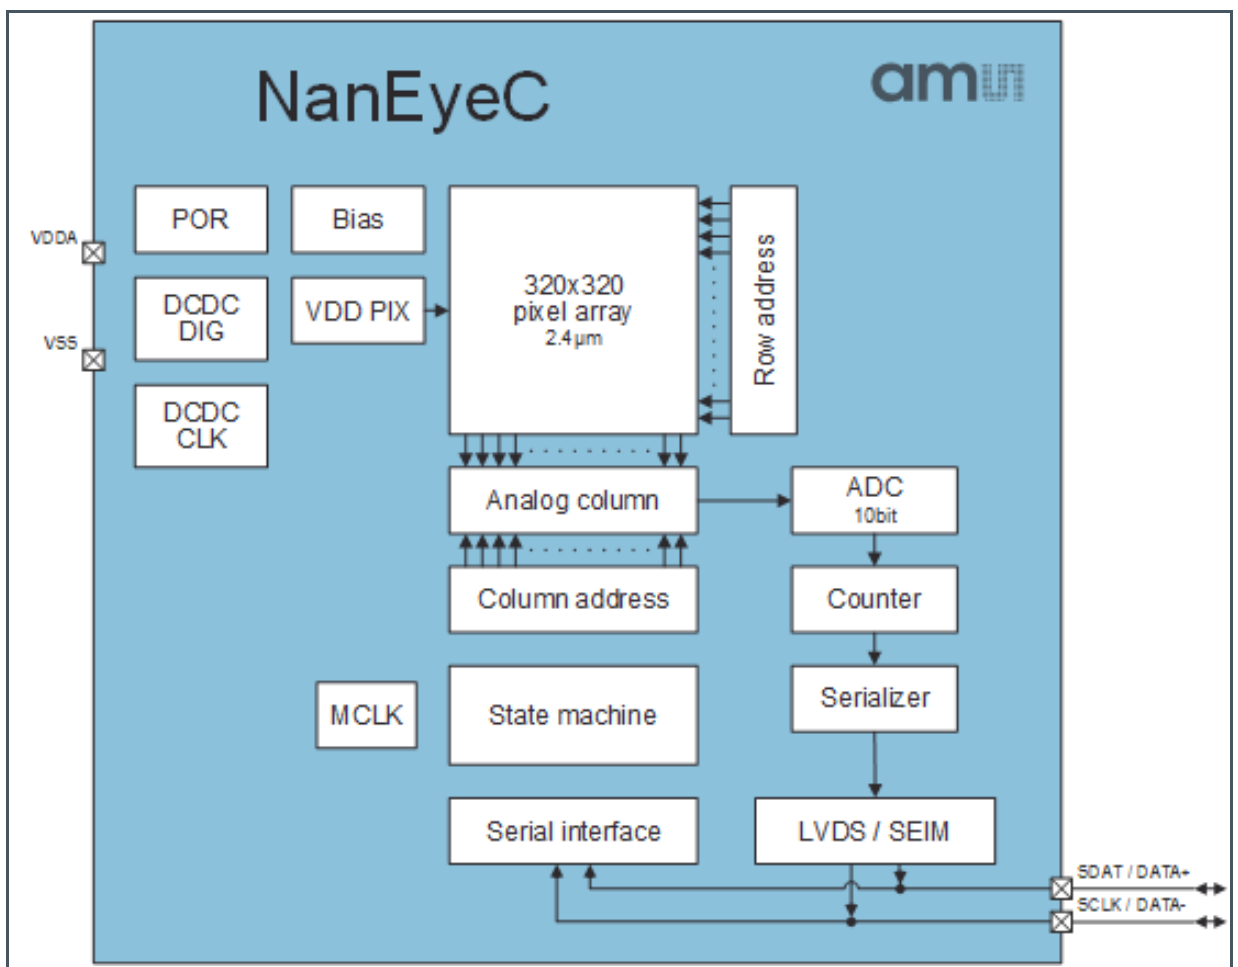 NanEyeC
amu
POR
Bias
VDDA
DCDC
DIG
VDD PIX
320x320
pixel array
2.4µm
Row address
VSS
DCDC
CLK
Analog column
ADC
10bit
Column address
Counter
MCLK
State machine
Serializer
Serial interface
LVDS / SEIM
SDAT / DATA+
SCLK / DATA-